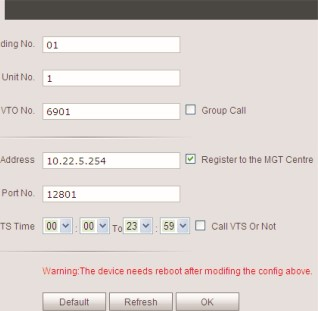 ding No. 01
Unit No. 1
VTO No. 6901 Group Call
Address 10.22.5.254 Register to the MGT Centre
Port No. 12801
TS Time 00 : 00 To 23 : 59 Call VTS Or Not
Warning:The device needs reboot after modifing the config above.
Default Refresh OK